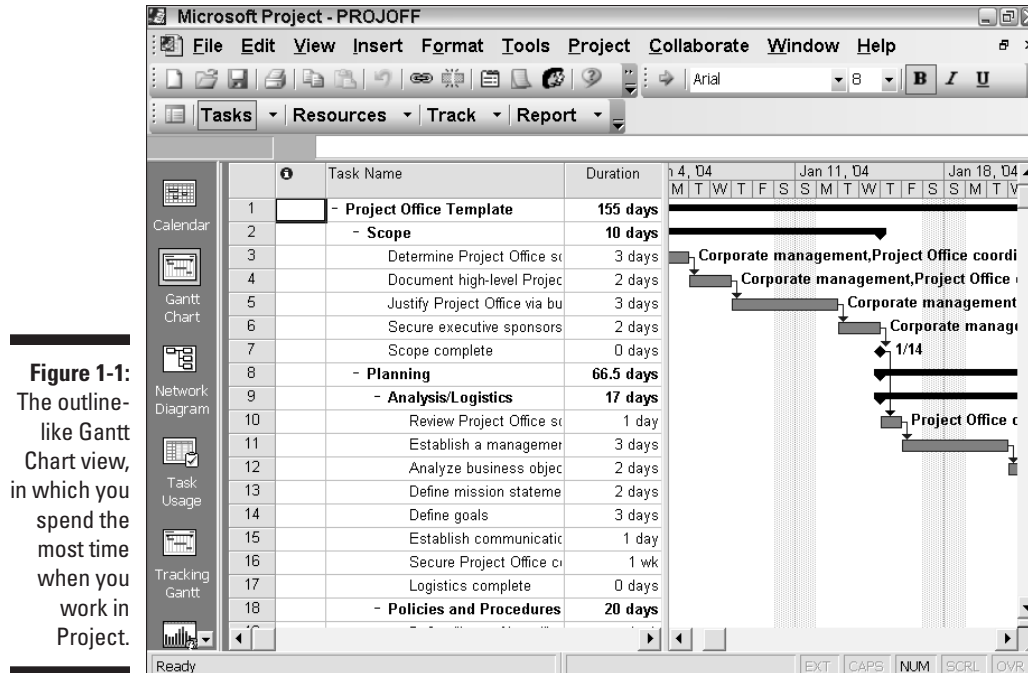 Microsoft Project - PROJOFF
File Edit View Insert Format Tools Project Collaborate Window Help
Arial 8 B I U
Tasks Resources Track Report
Task Name Duration
4, '04 Jan 11, '04 Jan 18, '04
M T W T F S S M T W T F S S M T
1 - Project Office Template 155 days
2 - Scope 10 days
3 Determine Project Office 3 days Corporate management,Project Office coordi
4 Document high-level Projec 2 days Corporate management,Project Office
5 Justify Project Office via bu 3 days Corporate management
6 Secure executive sponsors 2 days Corporate manage
7 Scope complete 0 days 1/14
8 - Planning 66.5 days
9 - Analysis/Logistics 17 days
10 Review Project Office 1 day Project Office
11 Establish a managemer 3 days
12 Analyze business objec 2 days
13 Define mission stateme 2 days
14 Define goals 3 days
15 Establish communicatic 1 day
16 Secure Project Office 1 wk
17 Logistics complete 0 days
18 - Policies and Procedures 20 days
Calendar
Gantt
Chart
Network
Diagram
Task
Usage
Tracking
Gantt
Ready EXT CAPS NUM SCRL OVR
Figure 1-1:
The outline-
like Gantt
Chart view,
in which you
spend the
most time
when you
work in
Project.